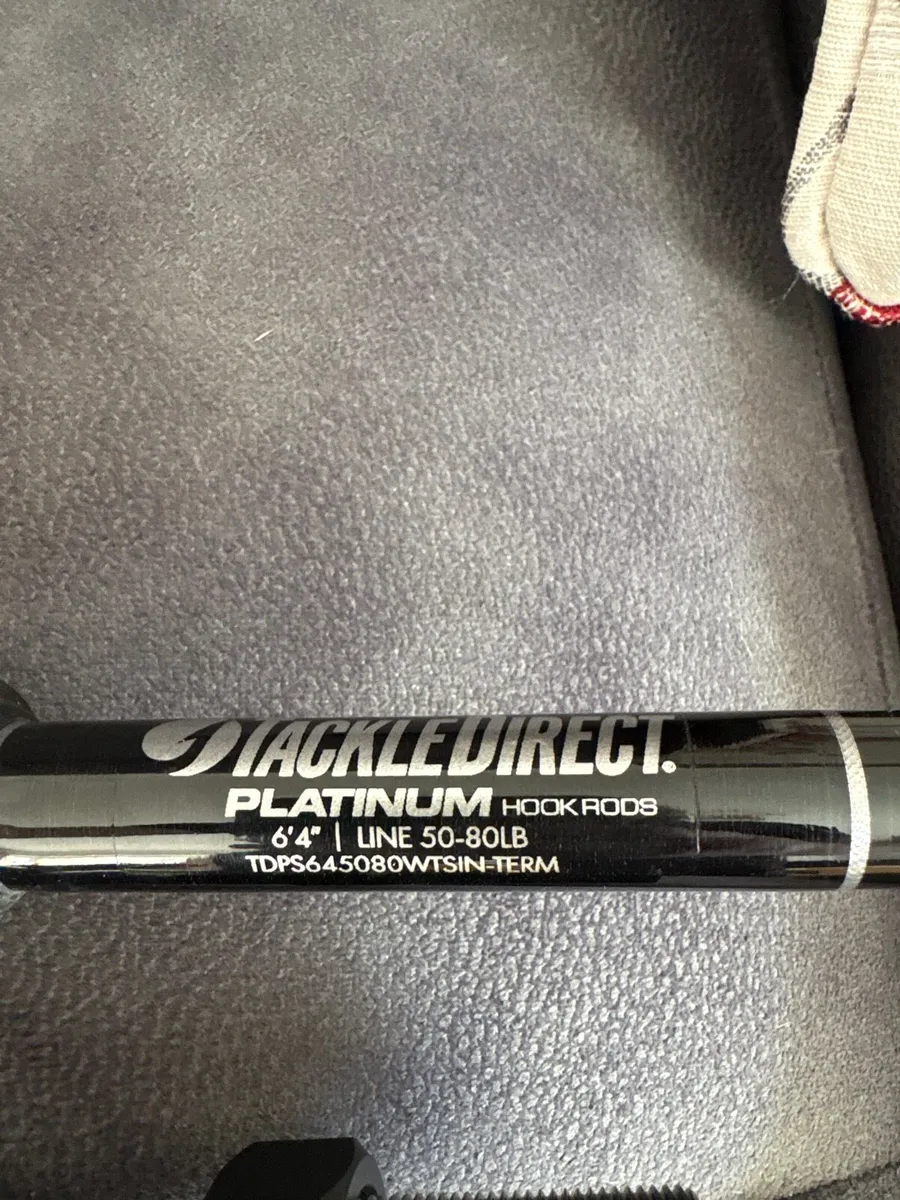 TACKLEDIRECT.
PLATINUM HOOK RODS
6'4" | LINE 50-80LB
TDPS645080WTSIN-TERM